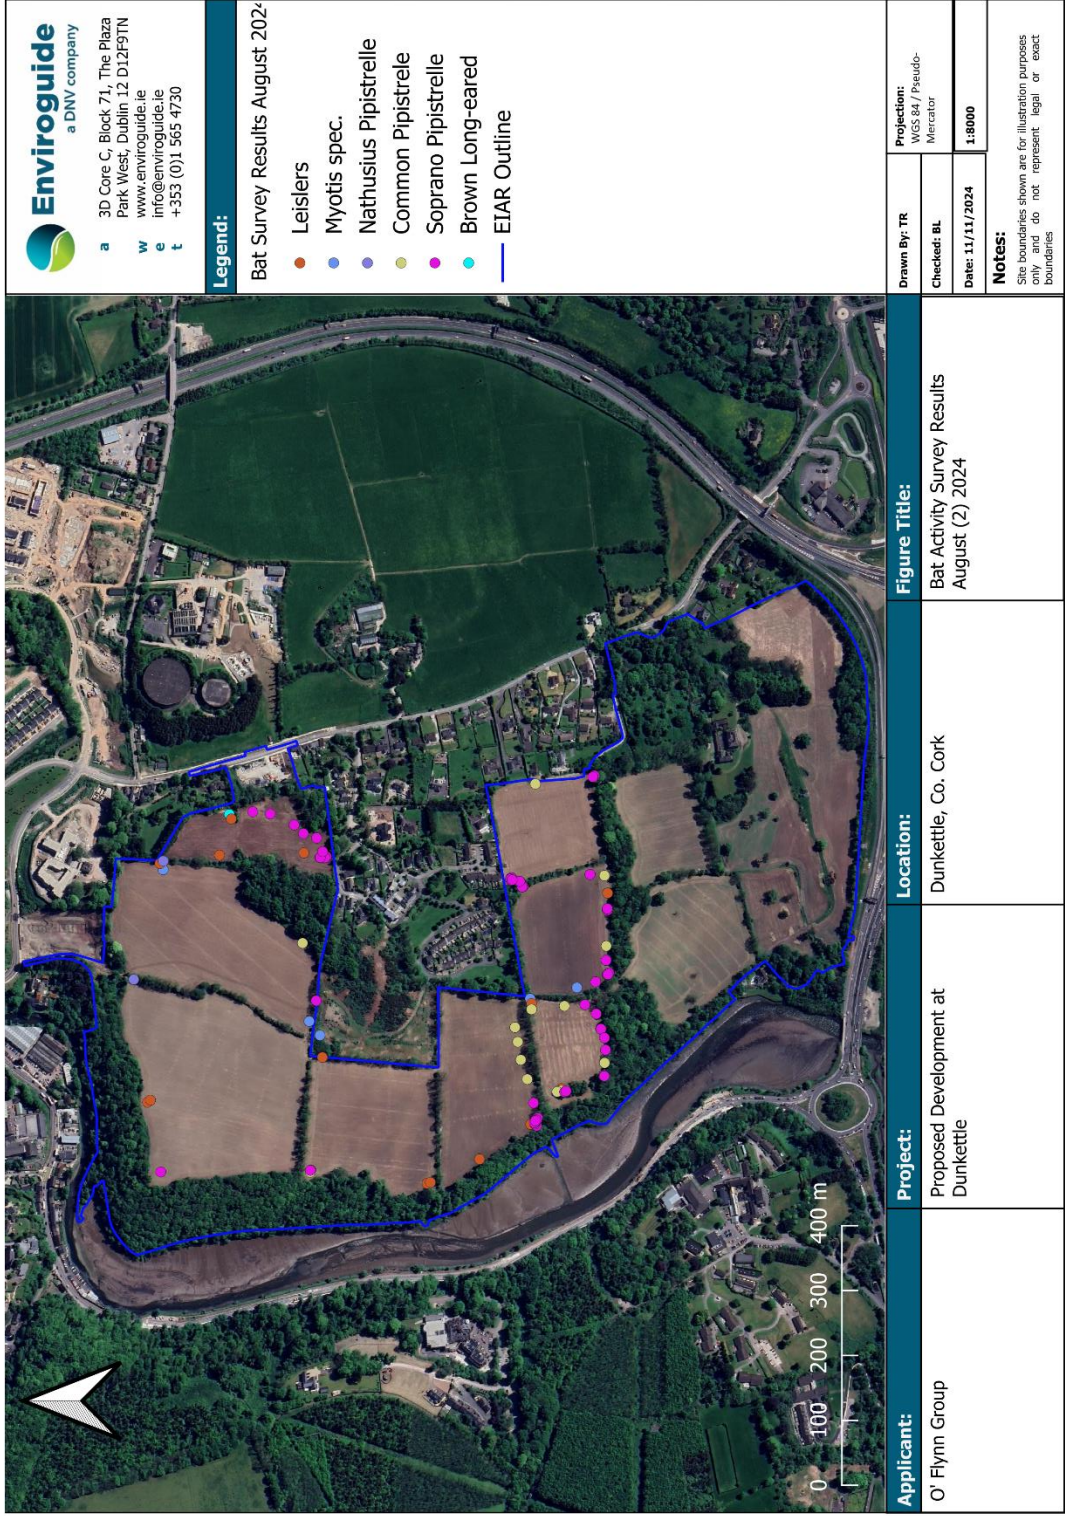 Enviroguide
a DNV company
a 3D Core C, Block 71, The Plaza
Park West, Dublin 12 D12F9TN
w www.enviroguide.ie
e info@enviroguide.ie
t +353 (0)1 565 4730
Legend:
Bat Survey Results August 2024
Leislers
Myotis spec.
Nathusius Pipistrelle
Common Pipistrele
Soprano Pipistrelle
Brown Long-eared
EIAR Outline
0 100 200 300 400 m
Applicant:
O' Flynn Group
Project:
Proposed Development at
Dunkettle
Location:
Dunkettle, Co. Cork
Figure Title:
Bat Activity Survey Results
August (2) 2024
Drawn By: TR
Checked: BL
Date: 11/11/2024
Projection:
WGS 84 / Pseudo-
Mercator
1:8000
Notes:
Site boundaries shown are for illustration purposes
only and do not represent legal or exact
boundaries